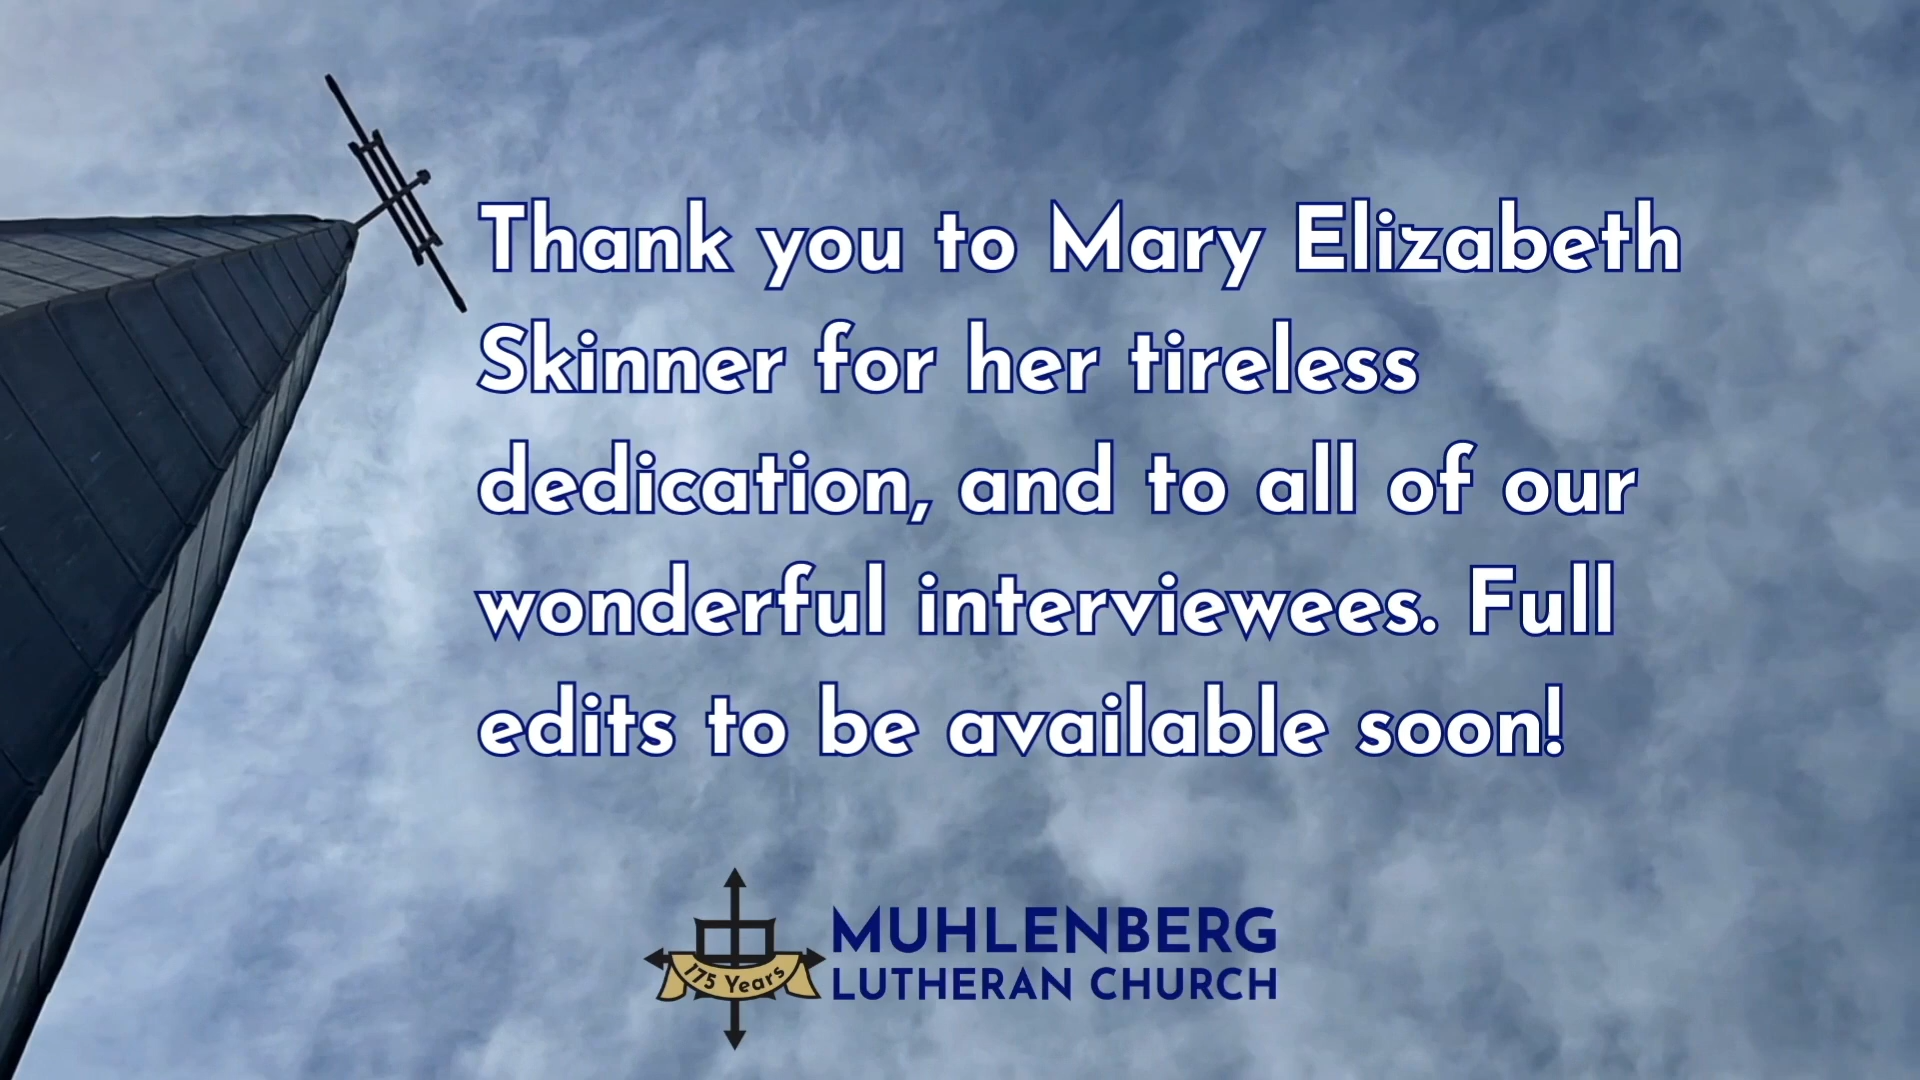 Thank you to Mary Elizabeth
Skinner for her tireless
dedication, and to all of our
wonderful interviewees. Full
edits to be available soon!
175 Years
MUHLENBERG
LUTHERAN CHURCH